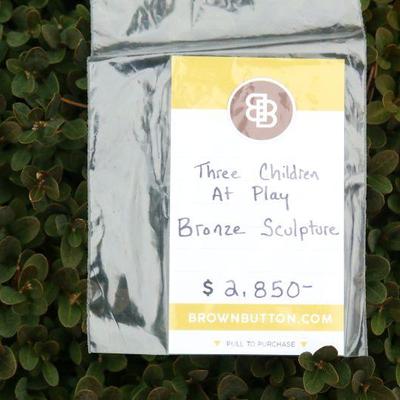 BB
Three Children
At Play
Bronze Sculpture
$ 2,850-
BROWNBUTTON.COM
PULL TO PURCHASE